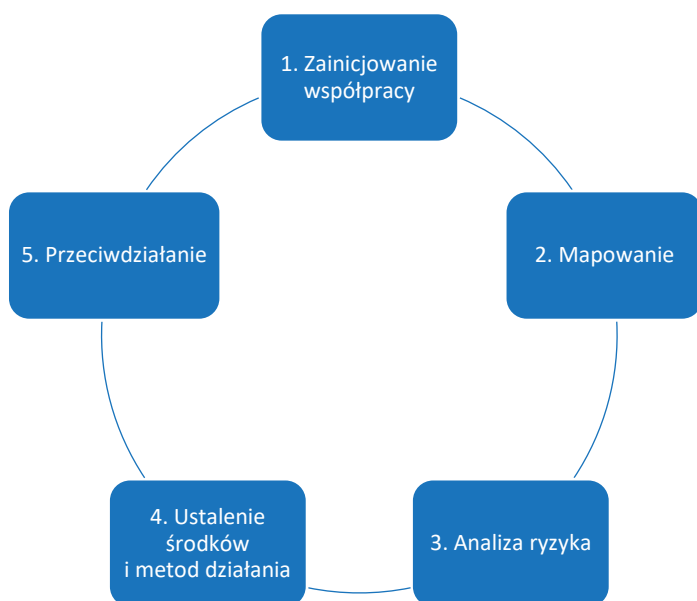 1. Zainicjowanie
współpracy
2. Mapowanie
3. Analiza ryzyka
4. Ustalenie
środków
i metod działania
5. Przeciwdziałanie